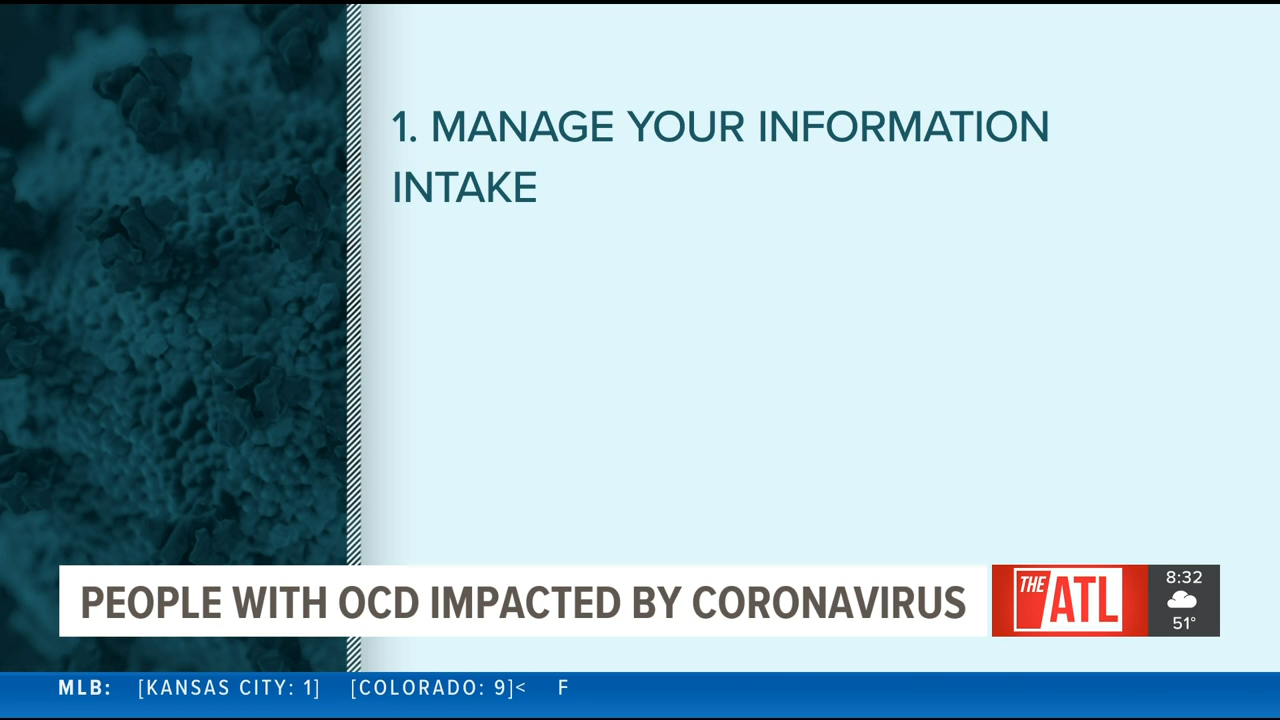 1. MANAGE YOUR INFORMATION
INTAKE
PEOPLE WITH OCD IMPACTED BY CORONAVIRUS
THE ATL
8:32
51°
MLB: [KANSAS CITY: 1] [COLORADO: 9]< F